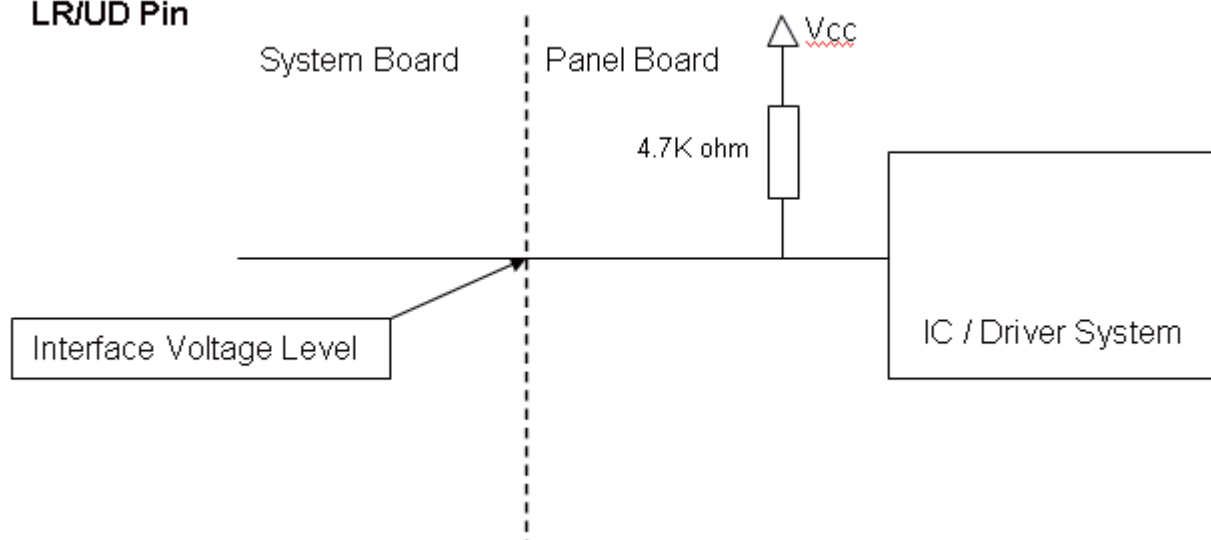 LR/UD Pin
System Board
Panel Board
Vcc
4.7K ohm
Interface Voltage Level
IC / Driver System